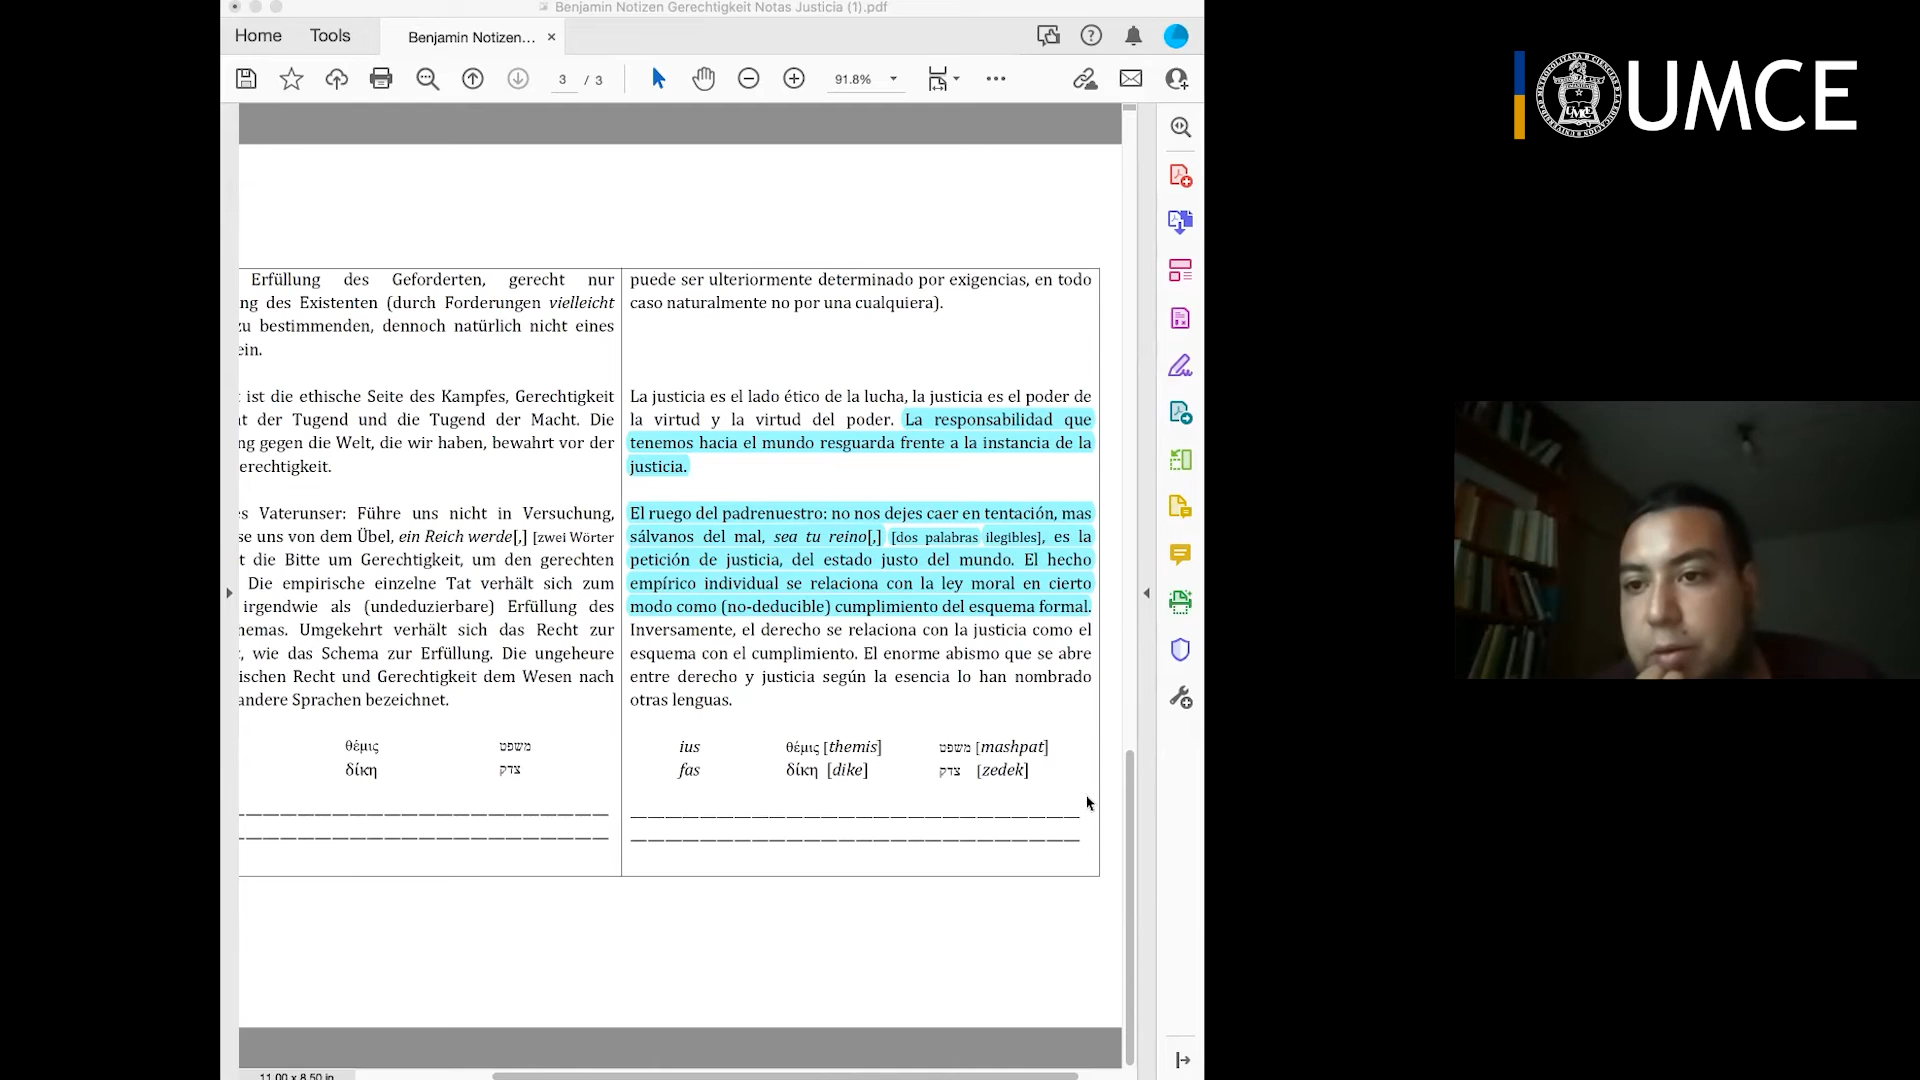 Benjamin Notizen Gerechtigkeit Notas Justicia (1).pdf
Home
Tools
Benjamin Notizen...
3 / 3
91.8%
UMCE
Erfüllung des Geforderten, gerecht nur
ng des Existenten (durch Forderungen vielleicht
zu bestimmenden, dennoch natürlich nicht eines
ein.
ist die ethische Seite des Kampfes, Gerechtigkeit
t der Tugend und die Tugend der Macht. Die
ng gegen die Welt, die wir haben, bewahrt vor der
erechtigkeit.
s Vaterunser: Führe uns nicht in Versuchung,
se uns von dem Übel, ein Reich werde[,] [zwei Wörter
t die Bitte um Gerechtigkeit, um den gerechten
Die empirische einzelne Tat verhält sich zum
irgendwie als (undeduzierbare) Erfüllung des
nemas. Umgekehrt verhält sich das Recht zur
, wie das Schema zur Erfüllung. Die ungeheure
ischen Recht und Gerechtigkeit dem Wesen nach
andere Sprachen bezeichnet.
θέμις משפט
δίκη צדק
puede ser ulteriormente determinado por exigencias, en todo
caso naturalmente no por una cualquiera).
La justicia es el lado ético de la lucha, la justicia es el poder de
la virtud y la virtud del poder. La responsabilidad que
tenemos hacia el mundo resguarda frente a la instancia de la
justicia.
El ruego del padrenuestro: no nos dejes caer en tentación, mas
sálvanos del mal, sea tu reino[,] [dos palabras ilegibles], es la
petición de justicia, del estado justo del mundo. El hecho
empírico individual se relaciona con la ley moral en cierto
modo como (no-deducible) cumplimiento del esquema formal.
Inversamente, el derecho se relaciona con la justicia como el
esquema con el cumplimiento. El enorme abismo que se abre
entre derecho y justicia según la esencia lo han nombrado
otras lenguas.
ius θέμις [themis] משפט [mashpat]
fas δίκη [dike] צדק [zedek]
11.00 x 8.50 in